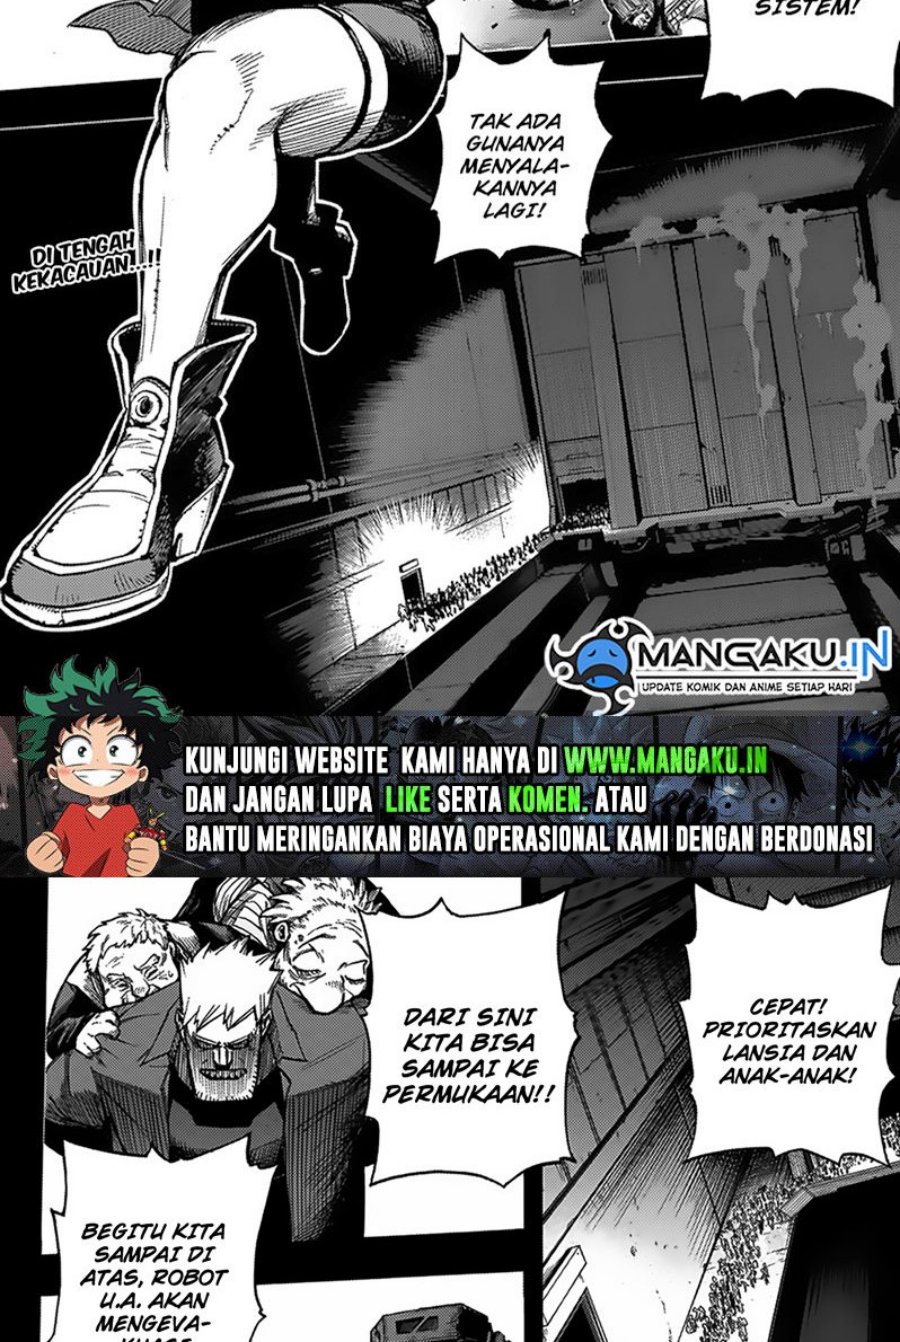 SISTEM!
TAK ADA
GUNANYA
MENYALA-
KANNYA
LAGI!
DI TENGAH
KEKACAUAN...!!
MANGAKU.IN
UPDATE KOMIK DAN ANIME SETIAP HARI
KUNJUNGI WEBSITE KAMI HANYA DI WWW.MANGAKU.IN
DAN JANGAN LUPA LIKE SERTA KOMEN. ATAU
BANTU MERINGANKAN BIAYA OPERASIONAL KAMI DENGAN BERDONASI
CEPAT!
PRIORITASKAN
LANSIA DAN
ANAK-ANAK!
DARI SINI
KITA BISA
SAMPAI KE
PERMUKAAN!!
BEGITU KITA
SAMPAI DI
ATAS, ROBOT
U.A. AKAN
MENGEVA-